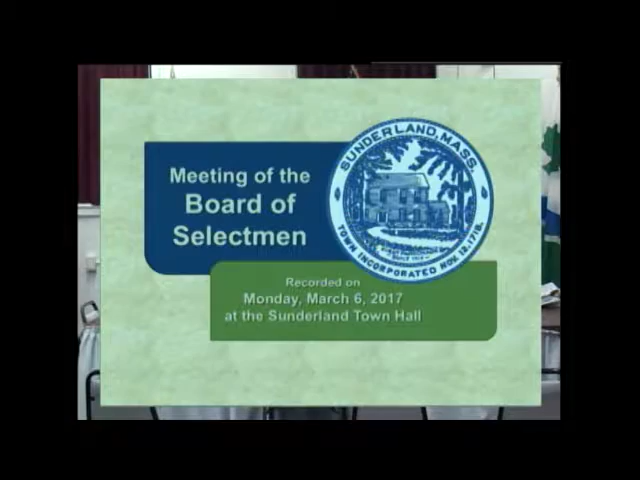 Meeting of the
Board of
Selectmen
SUNDERLAND, MASS.
TOWN INCORPORATED NOV. 12, 1718.
Recorded on
Monday, March 6, 2017
at the Sunderland Town Hall